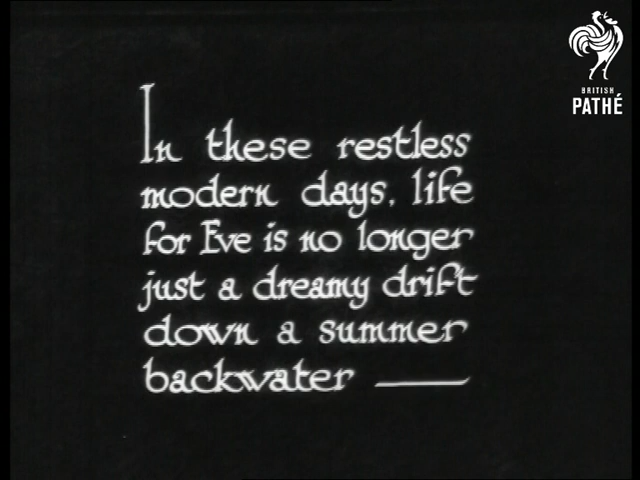 In these restless
modern days, life
for Eve is no longer
just a dreamy drift
down a summer
backwater —
BRITISH
PATHÉ